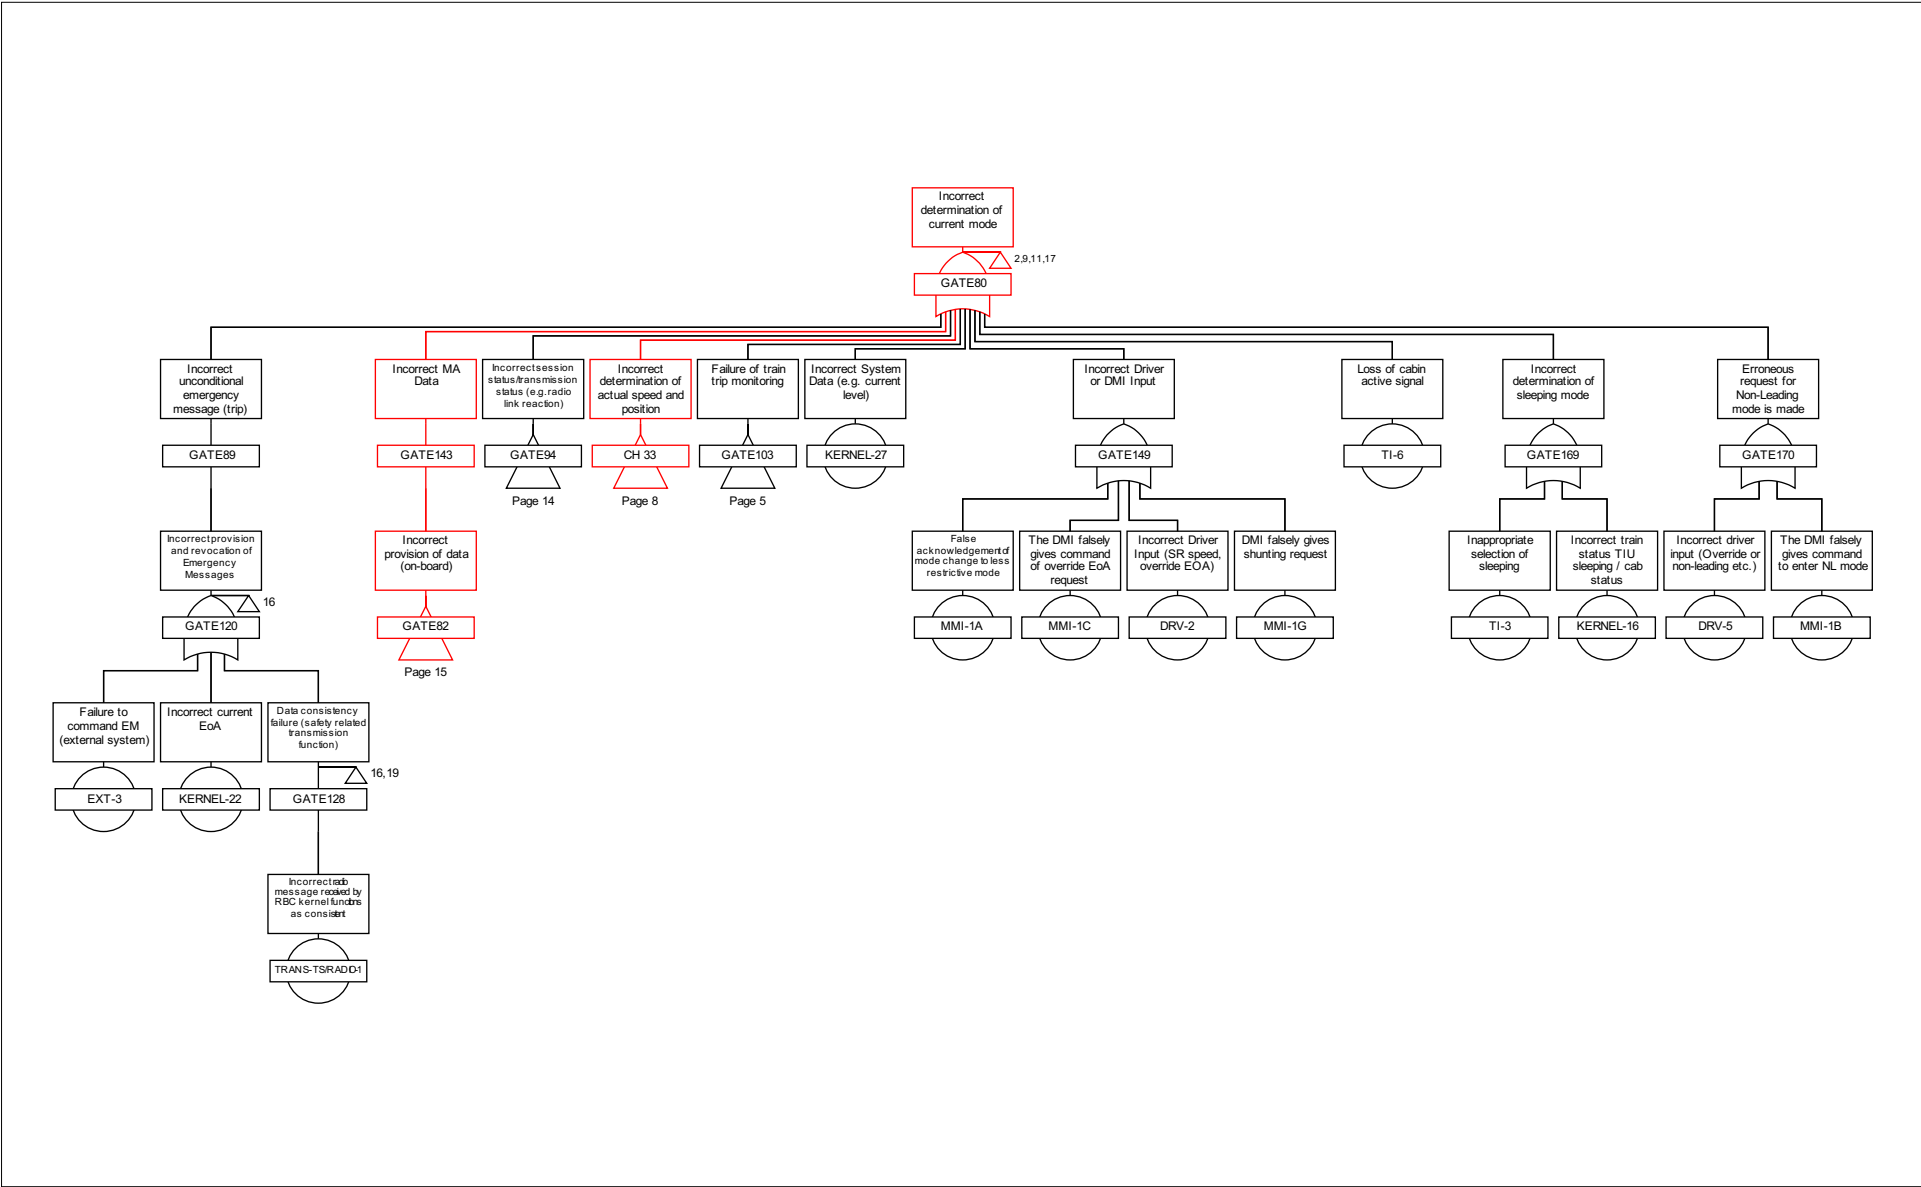 Incorrect
determination of
current mode
2,9,11,17
GATE80
Incorrect
unconditional
emergency
message (trip)
GATE89
Incorrect MA
Data
GATE143
Incorrect session
status/transmission
status (e.g. radio
link reaction)
GATE94
Page 14
Incorrect
determination of
actual speed and
position
CH 33
Page 8
Failure of train
trip monitoring
GATE103
Page 5
Incorrect System
Data (e.g. current
level)
KERNEL-27
Incorrect Driver
or DMI Input
GATE149
Loss of cabin
active signal
TI-6
Incorrect
determination of
sleeping mode
GATE169
Erroneous
request for
Non-Leading
mode is made
GATE170
Incorrect provision
and revocation of
Emergency
Messages
16
GATE120
Incorrect
provision of data
(on-board)
GATE82
Page 15
False
acknowledgement of
mode change to less
restrictive mode
MMI-1A
The DMI falsely
gives command
of override EoA
request
MMI-1C
Incorrect Driver
Input (SR speed,
override EOA)
DRV-2
DMI falsely gives
shunting request
MMI-1G
Inappropriate
selection of
sleeping
TI-3
Incorrect train
status TIU
sleeping / cab
status
KERNEL-16
Incorrect driver
input (Override or
non-leading etc.)
DRV-5
The DMI falsely
gives command
to enter NL mode
MMI-1B
Failure to
command EM
(external system)
EXT-3
Incorrect current
EoA
KERNEL-22
Data consistency
failure (safety related
transmission
function)
16,19
GATE128
Incorrect radio
message received by
RBC kernel functions
as consistent
TRANS-TS/RADIO-1